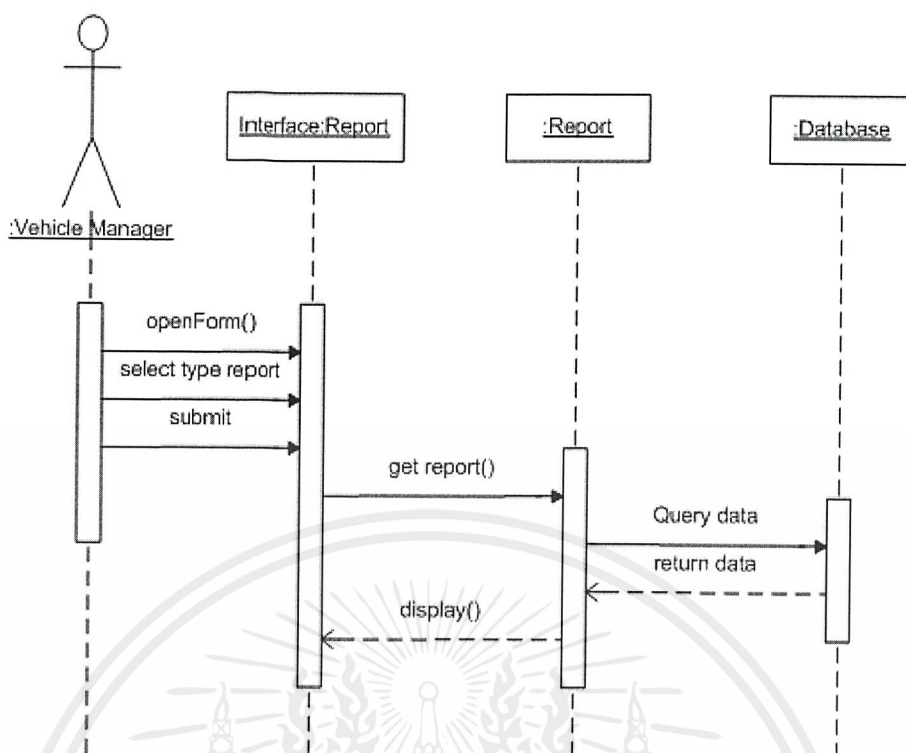 Interface:Report
:Report
:Database
:Vehicle Manager
openForm()
select type report
submit
get report()
Query data
return data
display()